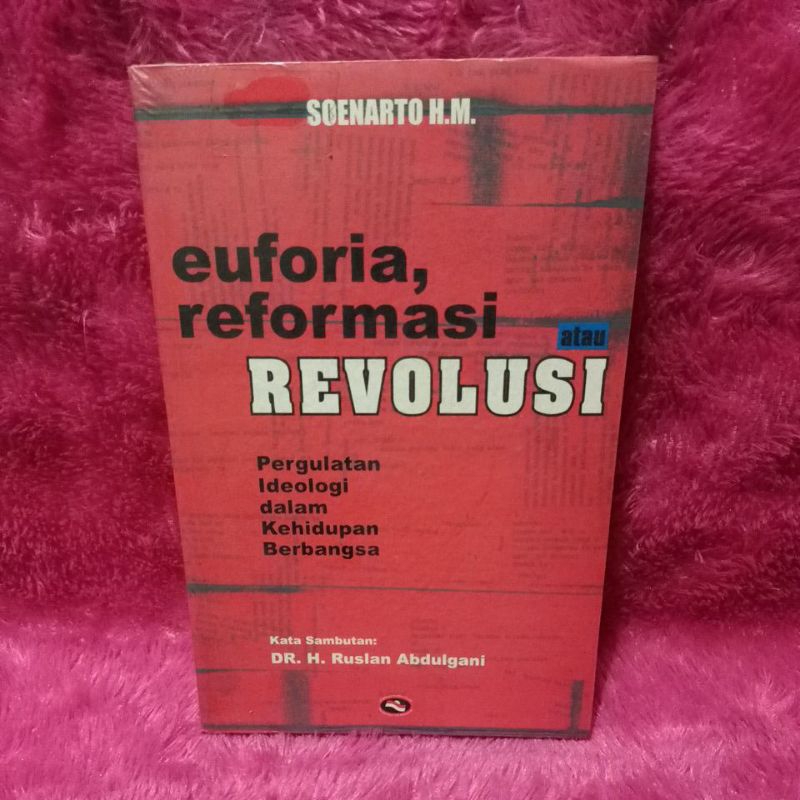 SOENARTO H.M.
euforia,
reformasi
atau
REVOLUSI
Pergulatan
Ideologi
dalam
Kehidupan
Berbangsa
Kata Sambutan:
DR. H. Ruslan Abdulgani